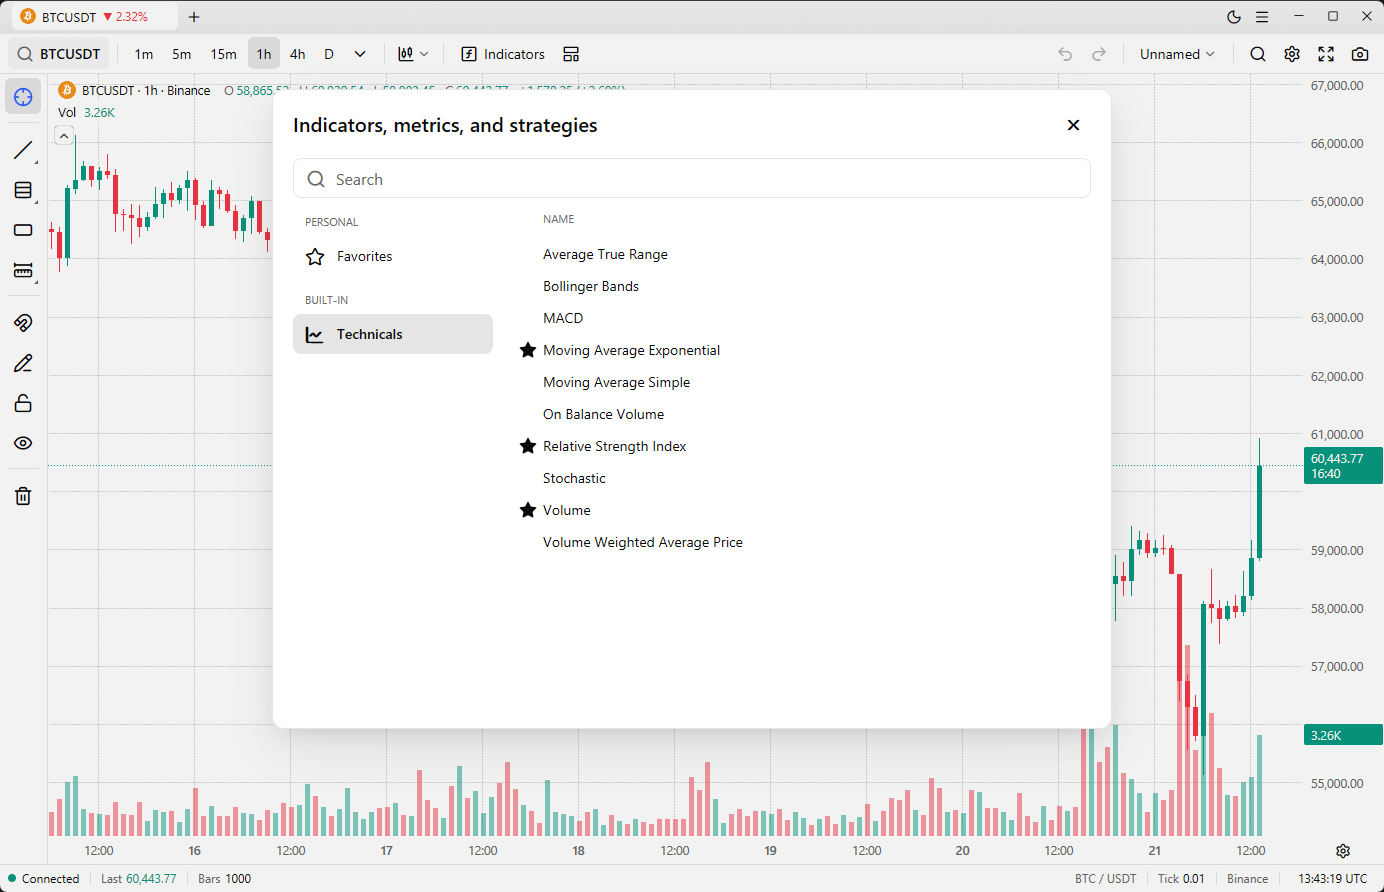 BTCUSDT ▼ 2.32%
BTCUSDT 1m 5m 15m 1h 4h D Indicators Unnamed
BTCUSDT · 1h · Binance O 58,865.52
Vol 3.26K
Indicators, metrics, and strategies
Search
PERSONAL
Favorites
BUILT-IN
Technicals
NAME
Average True Range
Bollinger Bands
MACD
Moving Average Exponential
Moving Average Simple
On Balance Volume
Relative Strength Index
Stochastic
Volume
Volume Weighted Average Price
67,000.00
66,000.00
65,000.00
64,000.00
63,000.00
62,000.00
61,000.00
60,443.77
16:40
59,000.00
58,000.00
57,000.00
3.26K
55,000.00
12:00 16 12:00 17 12:00 18 12:00 19 12:00 20 12:00 21 12:00
Connected Last 60,443.77 Bars 1000 BTC / USDT Tick 0.01 Binance 13:43:19 UTC